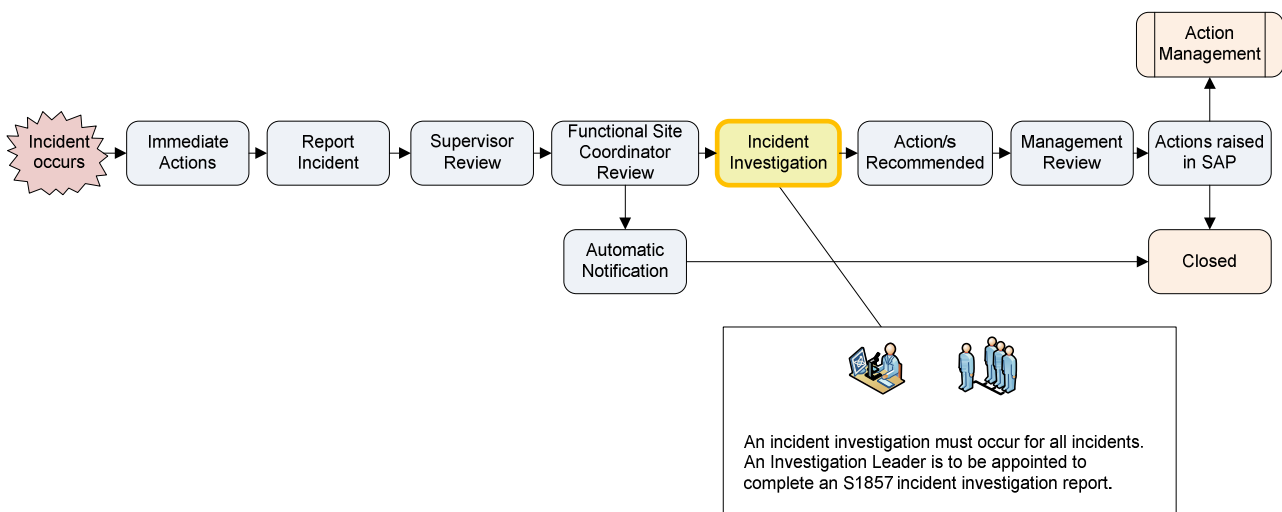 Action
Management
Incident
occurs
Immediate
Actions
Report
Incident
Supervisor
Review
Functional Site
Coordinator
Review
Incident
Investigation
Action/s
Recommended
Management
Review
Actions raised
in SAP
Automatic
Notification
Closed
An incident investigation must occur for all incidents.
An Investigation Leader is to be appointed to
complete an S1857 incident investigation report.